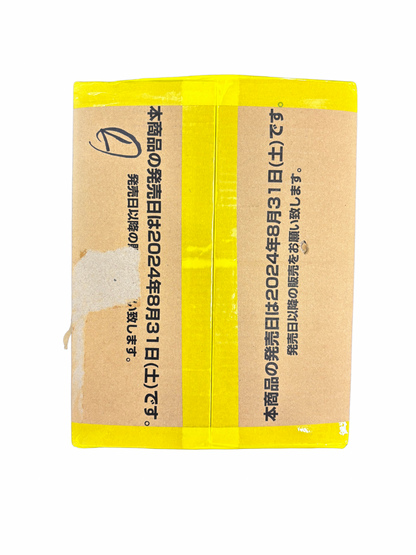 本商品の発売日は2024年8月31日(土)です。
発売日以降の販い致します。
本商品の発売日は2024年8月31日(土)です。
発売日以降の販売をお願い致します。